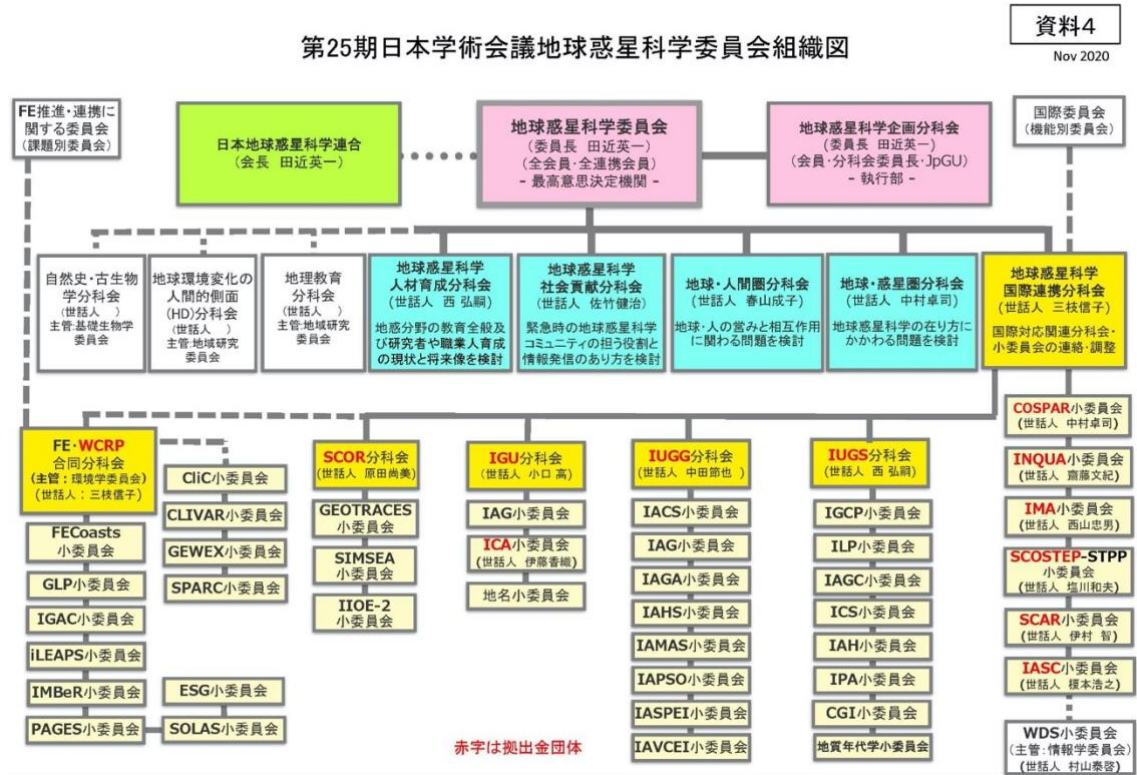 資料4
Nov 2020
第25期日本学術会議地球惑星科学委員会組織図
FE推進・連携に
関する委員会
(課題別委員会)
日本地球惑星科学連合
(会長 田近英一)
地球惑星科学委員会
(委員長 田近英一)
(全会員・全連携会員)
- 最高意思決定機関 -
地球惑星科学企画分科会
(委員長 田近英一)
(会員・分科会委員長・JpGU)
- 執行部 -
国際委員会
(機能別委員会)
自然史・古生物
学分科会
(世話人 )
主管:基礎生物学
委員会
地球環境変化の
人間的側面
(HD)分科会
(世話人 )
主管:地域研究
委員会
地理教育
分科会
(世話人 )
主管:地域研究
委員会
地球惑星科学
人材育成分科会
(世話人 西 弘嗣)
地惑分野の教育全般及
び研究者や職業人育成の
現状と将来像を検討
地球惑星科学
社会貢献分科会
(世話人 佐竹健治)
緊急時の地球惑星科学
コミュニティの担う役割と
情報発信のあり方を検討
地球・人間圏分科会
(世話人 春山成子)
地球・人の営みと相互作用
に関わる問題を検討
地球・惑星圏分科会
(世話人 中村卓司)
地球惑星科学の在り方に
かかわる問題を検討
地球惑星科学
国際連携分科会
(世話人 三枝信子)
国際対応関連分科会・
小委員会の連絡・調整
FE・WCRP
合同分科会
(主管:環境学委員会)
(世話人:三枝信子)
FECoasts
小委員会
GLP小委員会
IGAC小委員会
iLEAPS小委員会
IMBeR小委員会
PAGES小委員会
CliC小委員会
CLIVAR小委員会
GEWEX小委員会
SPARC小委員会
ESG小委員会
SOLAS小委員会
SCOR分科会
(世話人 原田尚美)
GEOTRACES
小委員会
SIMSEA
小委員会
IIOE-2
小委員会
IGU分科会
(世話人 小口 高)
IAG小委員会
ICA小委員会
(世話人 伊藤香織)
地名小委員会
IUGG分科会
(世話人 中田節也 )
IACS小委員会
IAG小委員会
IAGA小委員会
IAHS小委員会
IAMAS小委員会
IAPSO小委員会
IASPEI小委員会
IAVCEI小委員会
IUGS分科会
(世話人 西 弘嗣)
IGCP小委員会
ILP小委員会
IAGC小委員会
ICS小委員会
IAH小委員会
IPA小委員会
CGI小委員会
地質年代学小委員会
COSPAR小委員会
(世話人 中村卓司)
INQUA小委員会
(世話人 齋藤文紀)
IMA小委員会
(世話人 西山忠男)
SCOSTEP-STPP
小委員会
(世話人 塩川和夫)
SCAR小委員会
(世話人 伊村 智)
IASC小委員会
(世話人 榎本浩之)
WDS小委員会
(主管:情報学委員会)
(世話人 村山泰啓)
赤字は拠出金団体